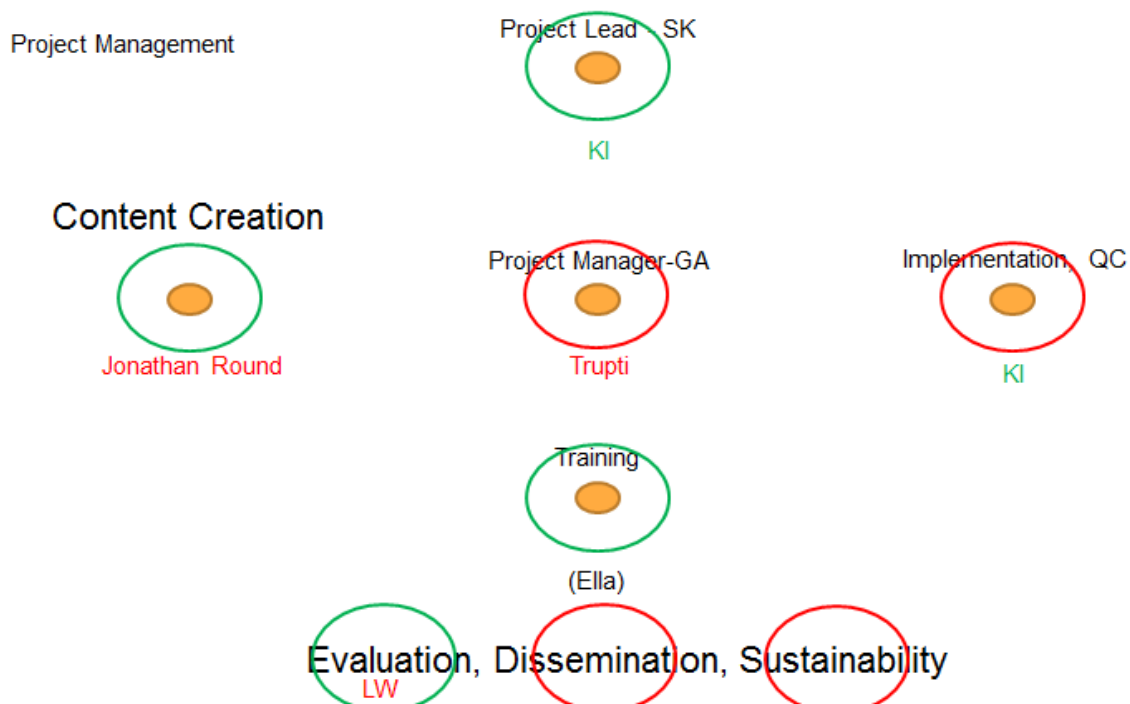 Project Lead - SK
Project Management
KI
Content Creation
Project Manager-GA
Implementation, QC
Jonathan Round
Trupti
KI
Training
(Ella)
Evaluation, Dissemination, Sustainability
LW